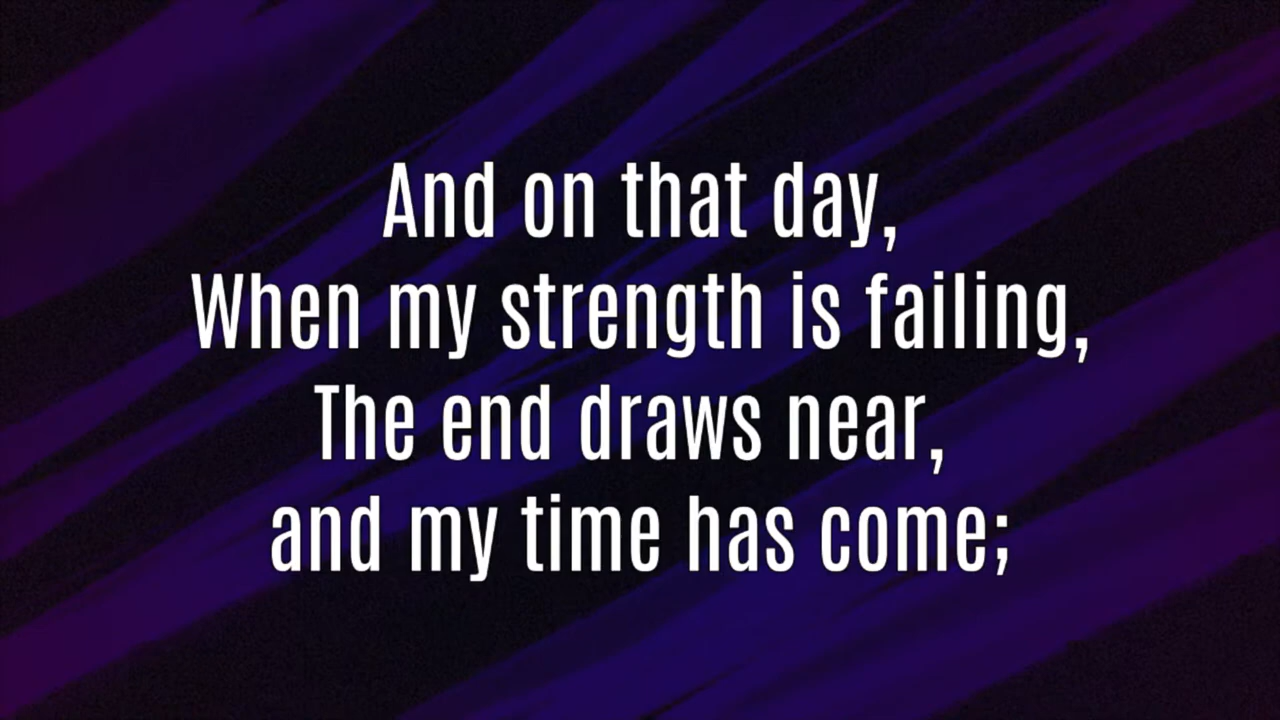 And on that day,
When my strength is failing,
The end draws near,
and my time has come;